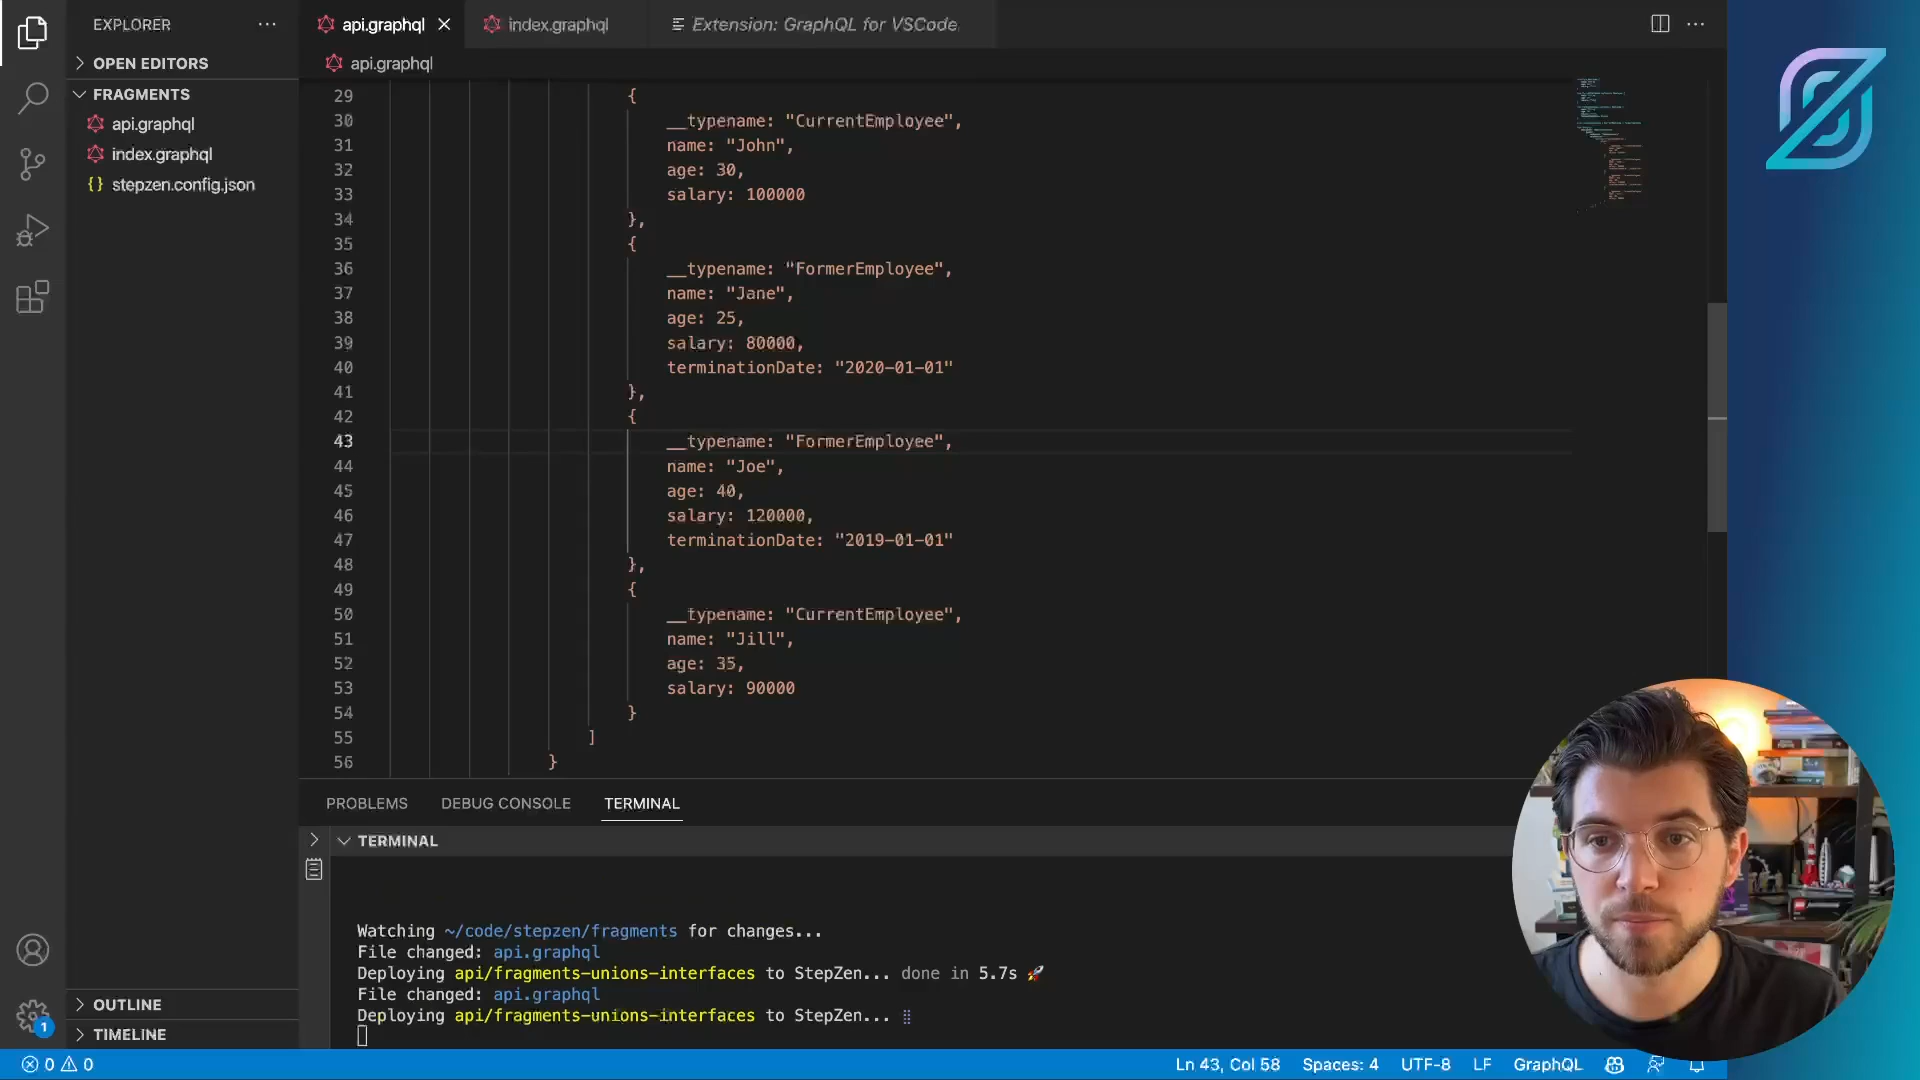 EXPLORER
OPEN EDITORS
FRAGMENTS
api.graphql
index.graphql
{} stepzen.config.json
OUTLINE
TIMELINE
1
api.graphql
index.graphql
Extension: GraphQL for VSCode
api.graphql
29 {
30 __typename: "CurrentEmployee",
31 name: "John",
32 age: 30,
33 salary: 100000
34 },
35 {
36 __typename: "FormerEmployee",
37 name: "Jane",
38 age: 25,
39 salary: 80000,
40 terminationDate: "2020-01-01"
41 },
42 {
43 __typename: "FormerEmployee",
44 name: "Joe",
45 age: 40,
46 salary: 120000,
47 terminationDate: "2019-01-01"
48 },
49 {
50 __typename: "CurrentEmployee",
51 name: "Jill",
52 age: 35,
53 salary: 90000
54 }
55 ]
56 }
PROBLEMS DEBUG CONSOLE TERMINAL
TERMINAL
Watching ~/code/stepzen/fragments for changes...
File changed: api.graphql
Deploying api/fragments-unions-interfaces to StepZen... done in 5.7s 🚀
File changed: api.graphql
Deploying api/fragments-unions-interfaces to StepZen...
0 0 Ln 43, Col 58 Spaces: 4 UTF-8 LF GraphQL